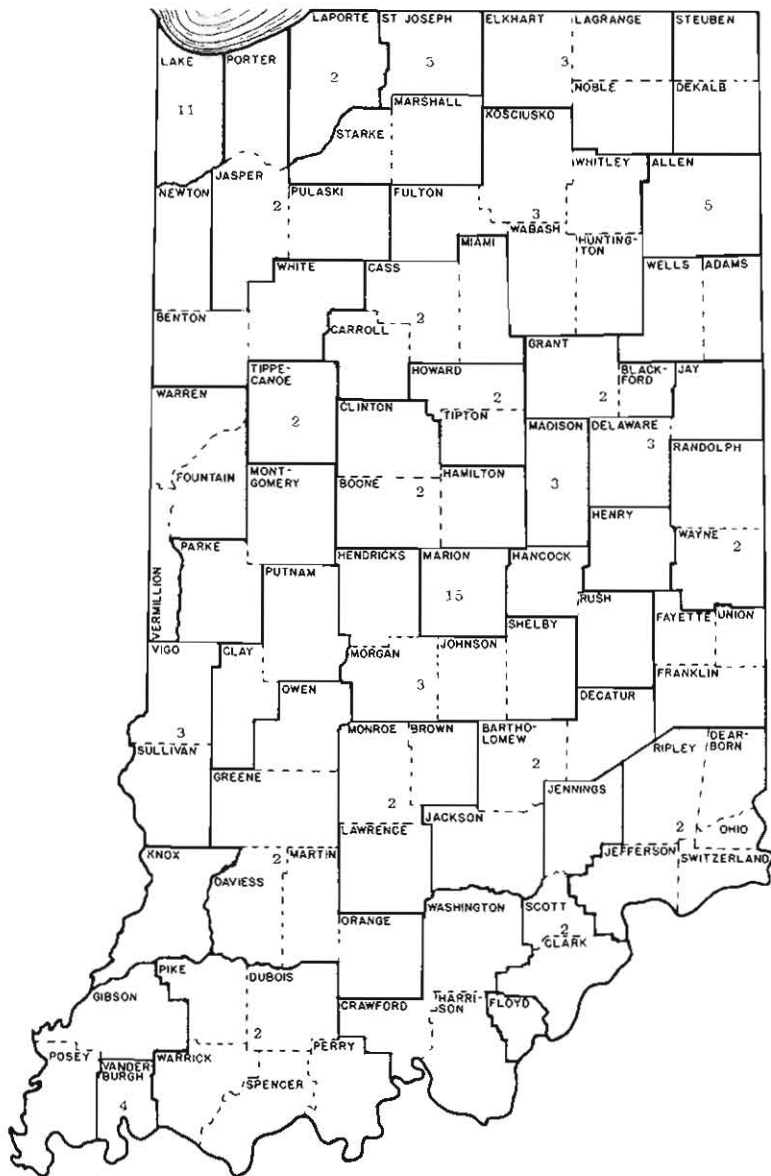 LAPORTE
ST JOSEPH
ELKHART
LAGRANGE
STEUBEN
LAKE
PORTER
2
5
3
NOBLE
DEKALB
11
MARSHALL
KOSCIUSKO
STARKE
WHITLEY
ALLEN
JASPER
NEWTON
2
PULASKI
FULTON
3
5
WABASH
HUNTING-
TON
MIAMI
WHITE
CASS
WELLS
ADAMS
BENTON
2
CARROLL
GRANT
TIPPE-
CANOE
HOWARD
BLACK-
FORD
JAY
WARREN
2
2
CLINTON
TIPTON
MADISON
DELAWARE
2
3
RANDOLPH
FOUNTAIN
MONT-
GOMERY
BOONE
2
HAMILTON
3
HENRY
WAYNE
2
PARKE
HENDRICKS
MARION
HANCOCK
VERMILLION
PUTNAM
15
RUSH
FAYETTE
UNION
VIGO
CLAY
MORGAN
JOHNSON
SHELBY
OWEN
3
FRANKLIN
DECATUR
3
SULLIVAN
MONROE
BROWN
BARTHO-
LOMEW
RIPLEY
DEAR-
BORN
GREENE
2
2
JENNINGS
LAWRENCE
JACKSON
2
OHIO
KNOX
2
MARTIN
JEFFERSON
SWITZERLAND
DAVIESS
ORANGE
WASHINGTON
SCOTT
2
CLARK
PIKE
DUBOIS
GIBSON
CRAWFORD
HARRI-
SON
FLOYD
2
POSEY
VANDER-
BURGH
WARRICK
PERRY
SPENCER
4